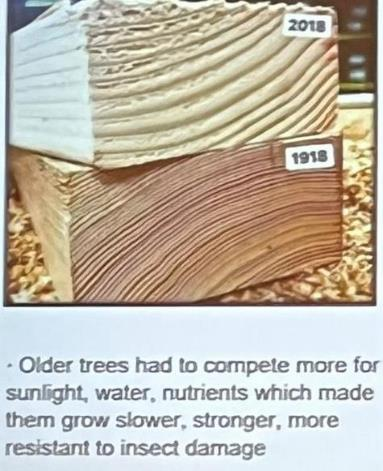 2018
1918
· Older trees had to compete more for
sunlight, water, nutrients which made
them grow slower, stronger, more
resistant to insect damage